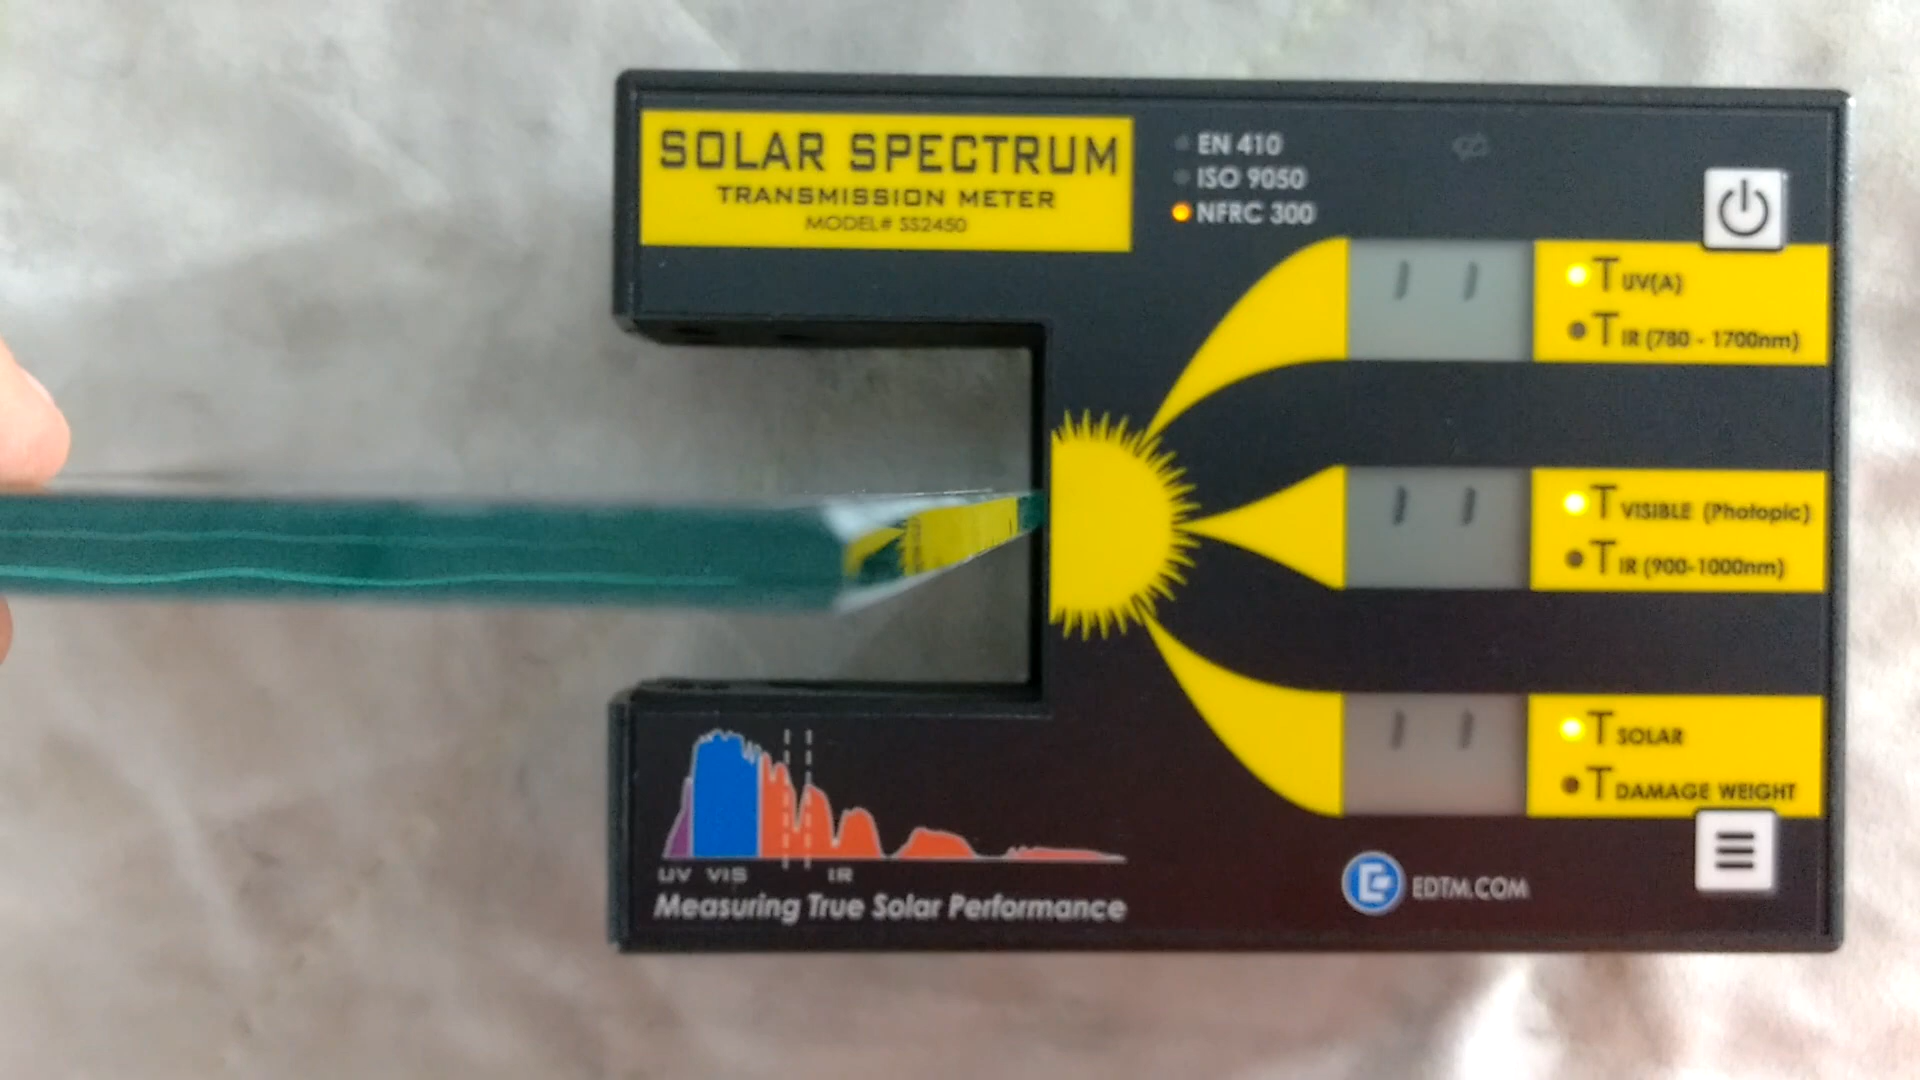 SOLAR SPECTRUM
TRANSMISSION METER
MODEL# SS2450
EN 410
ISO 9050
NFRC 300
T UV(A)
T IR (780 - 1700nm)
T VISIBLE (Photopic)
T IR (900-1000nm)
T SOLAR
T DAMAGE WEIGHT
UV VIS IR
Measuring True Solar Performance
EDTM.COM